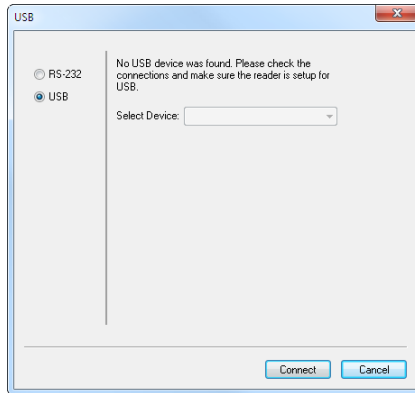 USB
RS-232
USB
No USB device was found. Please check the
connections and make sure the reader is setup for
USB.
Select Device:
Connect
Cancel